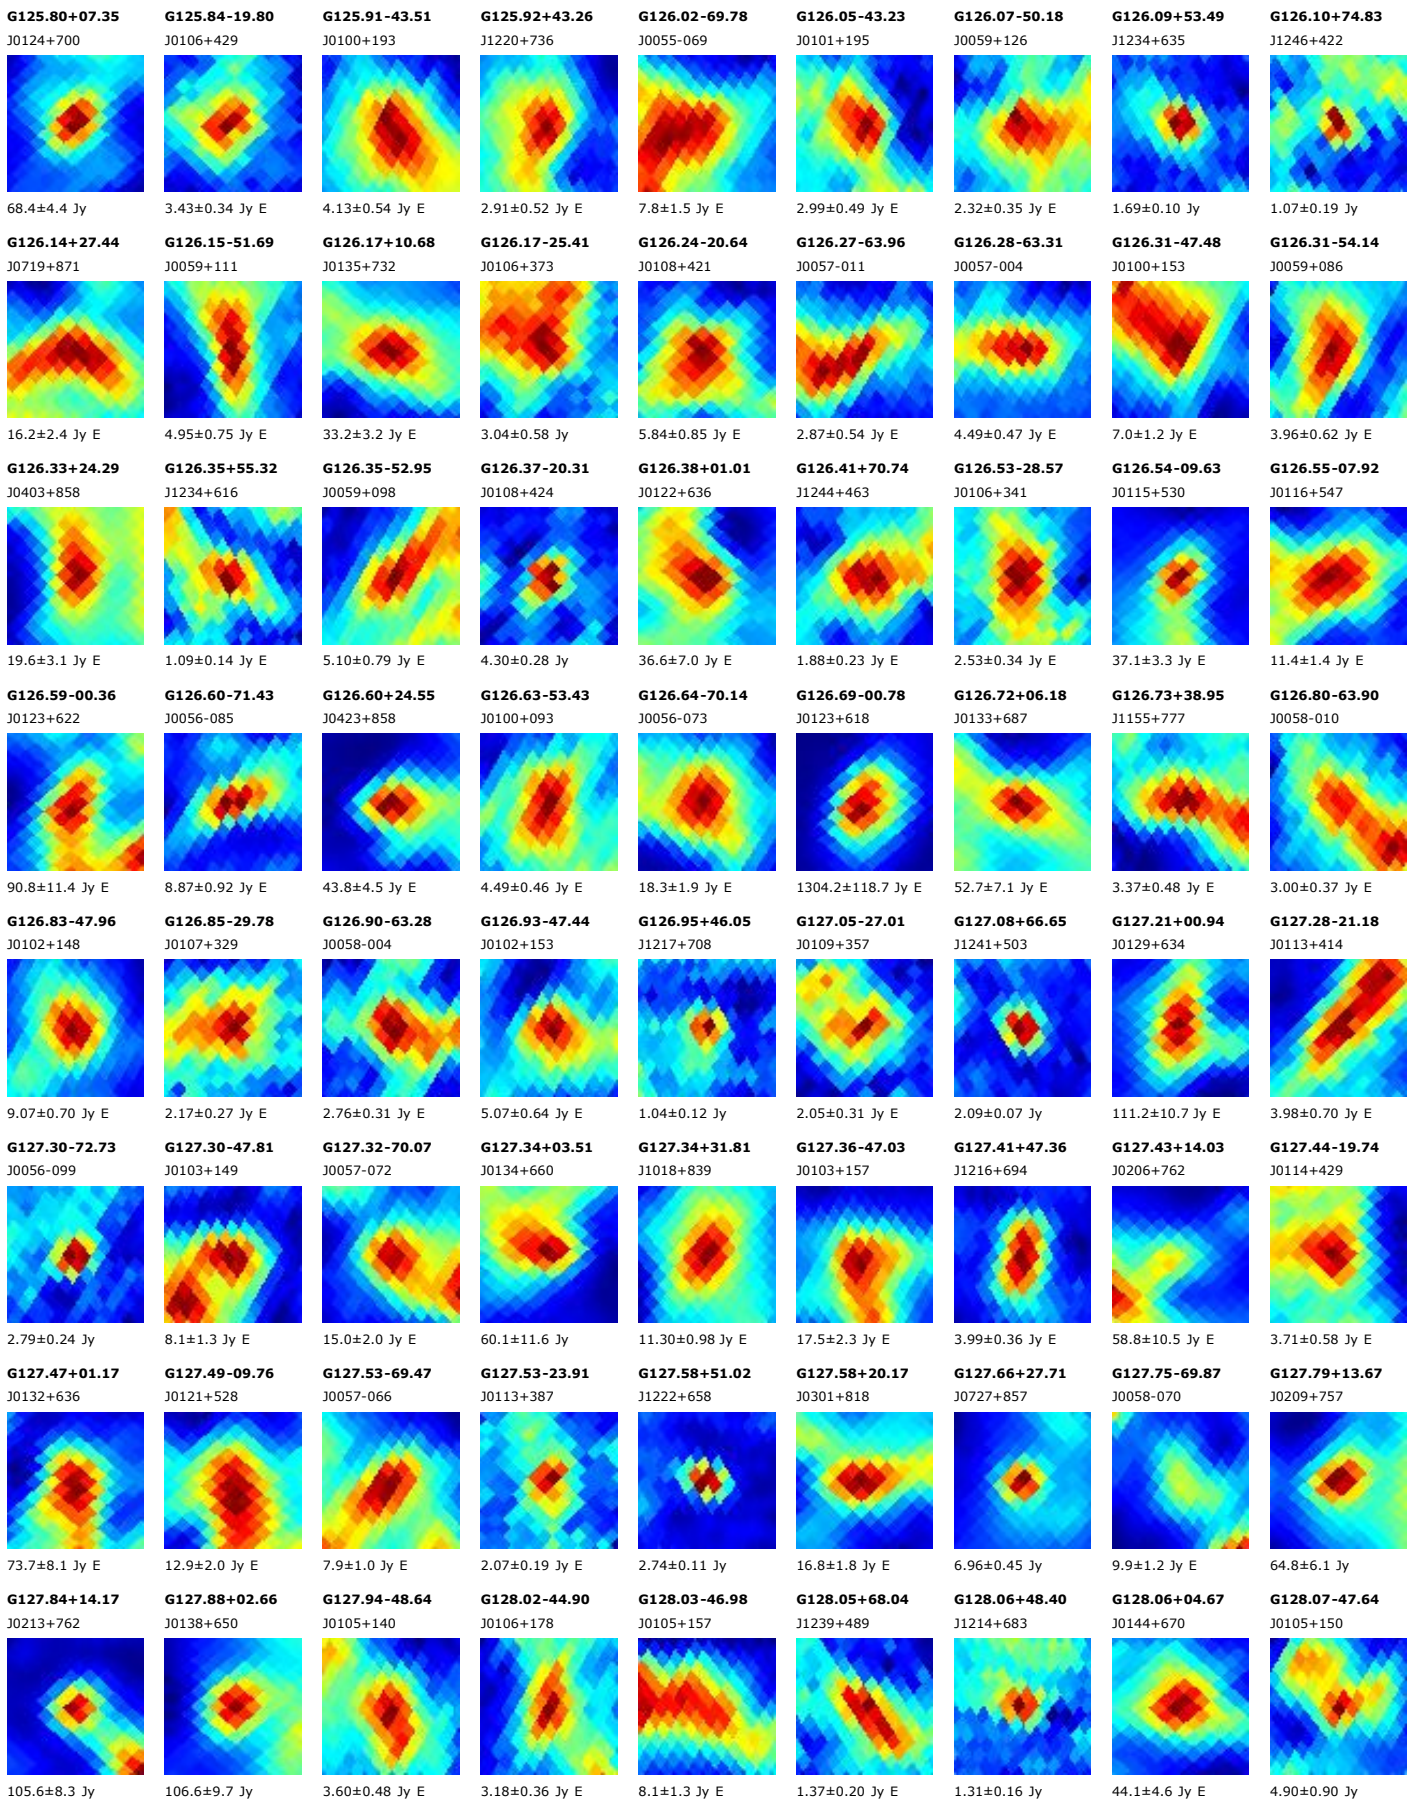 G125.80+07.35 G125.84-19.80 G125.91-43.51 G125.92+43.26 G126.02-69.78 G126.05-43.23 G126.07-50.18 G126.09+53.49 G126.10+74.83
J0124+700 J0106+429 J0100+193 J1220+736 J0055-069 J0101+195 J0059+126 J1234+635 J1246+422
68.4±4.4 Jy 3.43±0.34 Jy E 4.13±0.54 Jy E 2.91±0.52 Jy E 7.8±1.5 Jy E 2.99±0.49 Jy E 2.32±0.35 Jy E 1.69±0.10 Jy 1.07±0.19 Jy
G126.14+27.44 G126.15-51.69 G126.17+10.68 G126.17-25.41 G126.24-20.64 G126.27-63.96 G126.28-63.31 G126.31-47.48 G126.31-54.14
J0719+871 J0059+111 J0135+732 J0106+373 J0108+421 J0057-011 J0057-004 J0100+153 J0059+086
16.2±2.4 Jy E 4.95±0.75 Jy E 33.2±3.2 Jy E 3.04±0.58 Jy 5.84±0.85 Jy E 2.87±0.54 Jy E 4.49±0.47 Jy E 7.0±1.2 Jy E 3.96±0.62 Jy E
G126.33+24.29 G126.35+55.32 G126.35-52.95 G126.37-20.31 G126.38+01.01 G126.41+70.74 G126.53-28.57 G126.54-09.63 G126.55-07.92
J0403+858 J1234+616 J0059+098 J0108+424 J0122+636 J1244+463 J0106+341 J0115+530 J0116+547
19.6±3.1 Jy E 1.09±0.14 Jy E 5.10±0.79 Jy E 4.30±0.28 Jy 36.6±7.0 Jy E 1.88±0.23 Jy E 2.53±0.34 Jy E 37.1±3.3 Jy E 11.4±1.4 Jy E
G126.59-00.36 G126.60-71.43 G126.60+24.55 G126.63-53.43 G126.64-70.14 G126.69-00.78 G126.72+06.18 G126.73+38.95 G126.80-63.90
J0123+622 J0056-085 J0423+858 J0100+093 J0056-073 J0123+618 J0133+687 J1155+777 J0058-010
90.8±11.4 Jy E 8.87±0.92 Jy E 43.8±4.5 Jy E 4.49±0.46 Jy E 18.3±1.9 Jy E 1304.2±118.7 Jy E 52.7±7.1 Jy E 3.37±0.48 Jy E 3.00±0.37 Jy E
G126.83-47.96 G126.85-29.78 G126.90-63.28 G126.93-47.44 G126.95+46.05 G127.05-27.01 G127.08+66.65 G127.21+00.94 G127.28-21.18
J0102+148 J0107+329 J0058-004 J0102+153 J1217+708 J0109+357 J1241+503 J0129+634 J0113+414
9.07±0.70 Jy E 2.17±0.27 Jy E 2.76±0.31 Jy E 5.07±0.64 Jy E 1.04±0.12 Jy 2.05±0.31 Jy E 2.09±0.07 Jy 111.2±10.7 Jy E 3.98±0.70 Jy E
G127.30-72.73 G127.30-47.81 G127.32-70.07 G127.34+03.51 G127.34+31.81 G127.36-47.03 G127.41+47.36 G127.43+14.03 G127.44-19.74
J0056-099 J0103+149 J0057-072 J0134+660 J1018+839 J0103+157 J1216+694 J0206+762 J0114+429
2.79±0.24 Jy 8.1±1.3 Jy E 15.0±2.0 Jy E 60.1±11.6 Jy 11.30±0.98 Jy E 17.5±2.3 Jy E 3.99±0.36 Jy E 58.8±10.5 Jy E 3.71±0.58 Jy E
G127.47+01.17 G127.49-09.76 G127.53-69.47 G127.53-23.91 G127.58+51.02 G127.58+20.17 G127.66+27.71 G127.75-69.87 G127.79+13.67
J0132+636 J0121+528 J0057-066 J0113+387 J1222+658 J0301+818 J0727+857 J0058-070 J0209+757
73.7±8.1 Jy E 12.9±2.0 Jy E 7.9±1.0 Jy E 2.07±0.19 Jy E 2.74±0.11 Jy 16.8±1.8 Jy E 6.96±0.45 Jy 9.9±1.2 Jy E 64.8±6.1 Jy
G127.84+14.17 G127.88+02.66 G127.94-48.64 G128.02-44.90 G128.03-46.98 G128.05+68.04 G128.06+48.40 G128.06+04.67 G128.07-47.64
J0213+762 J0138+650 J0105+140 J0106+178 J0105+157 J1239+489 J1214+683 J0144+670 J0105+150
105.6±8.3 Jy 106.6±9.7 Jy 3.60±0.48 Jy E 3.18±0.36 Jy E 8.1±1.3 Jy E 1.37±0.20 Jy E 1.31±0.16 Jy 44.1±4.6 Jy E 4.90±0.90 Jy